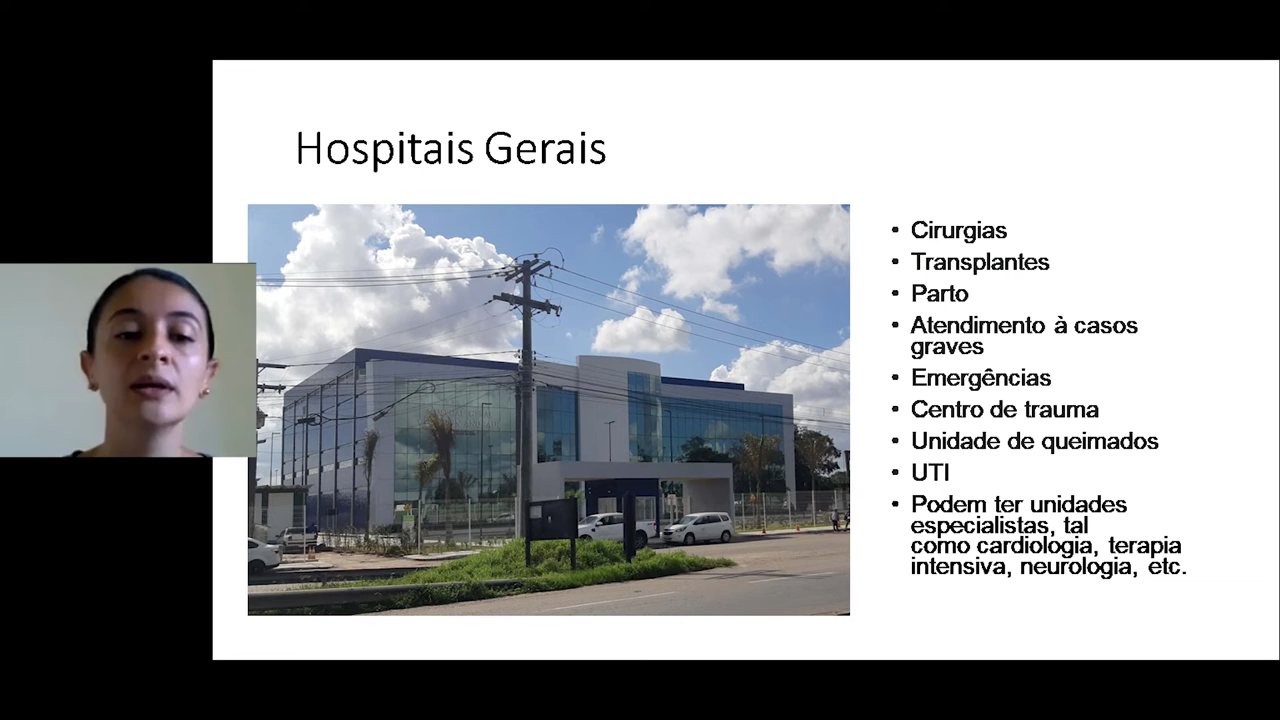 Hospitais Gerais
• Cirurgias
• Transplantes
• Parto
• Atendimento à casos
graves
• Emergências
• Centro de trauma
• Unidade de queimados
• UTI
• Podem ter unidades
especialistas, tal
como cardiologia, terapia
intensiva, neurologia, etc.